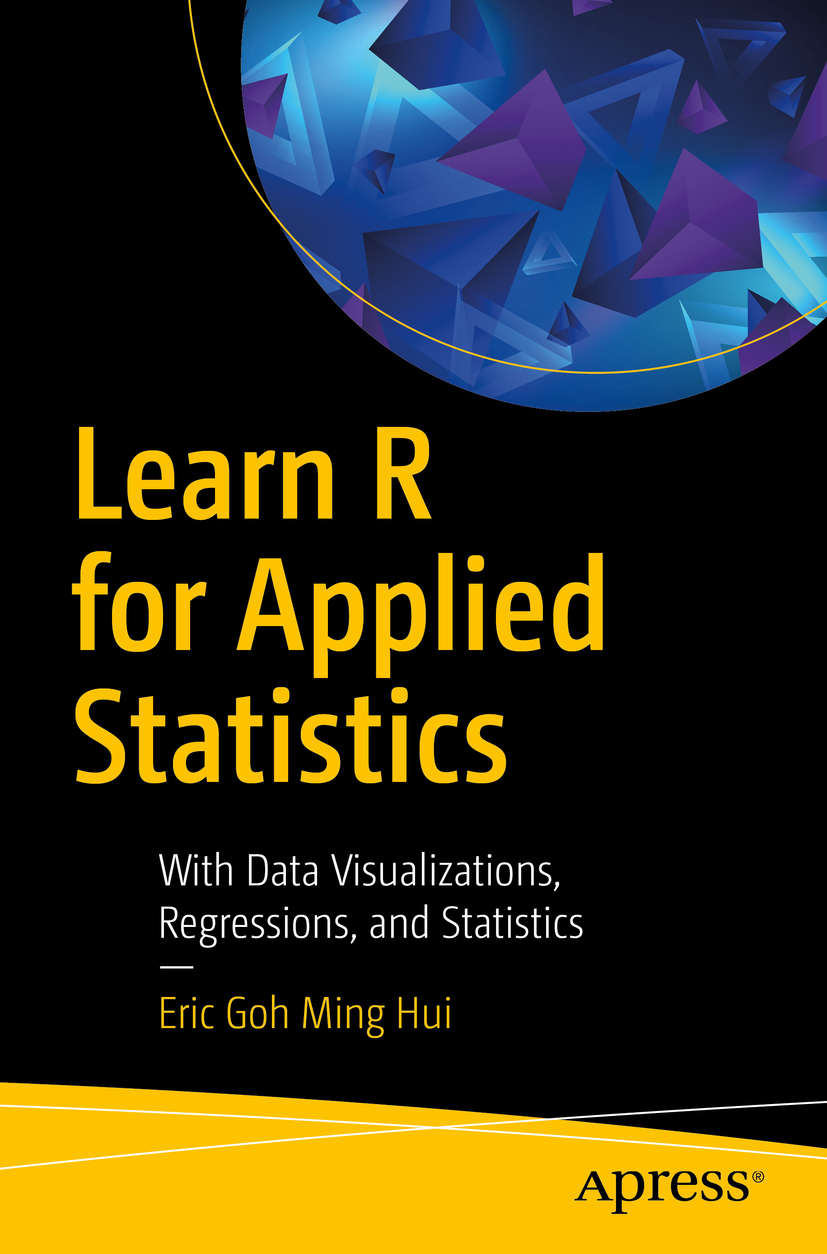 Learn R
for Applied
Statistics
With Data Visualizations,
Regressions, and Statistics
Eric Goh Ming Hui
Apress®